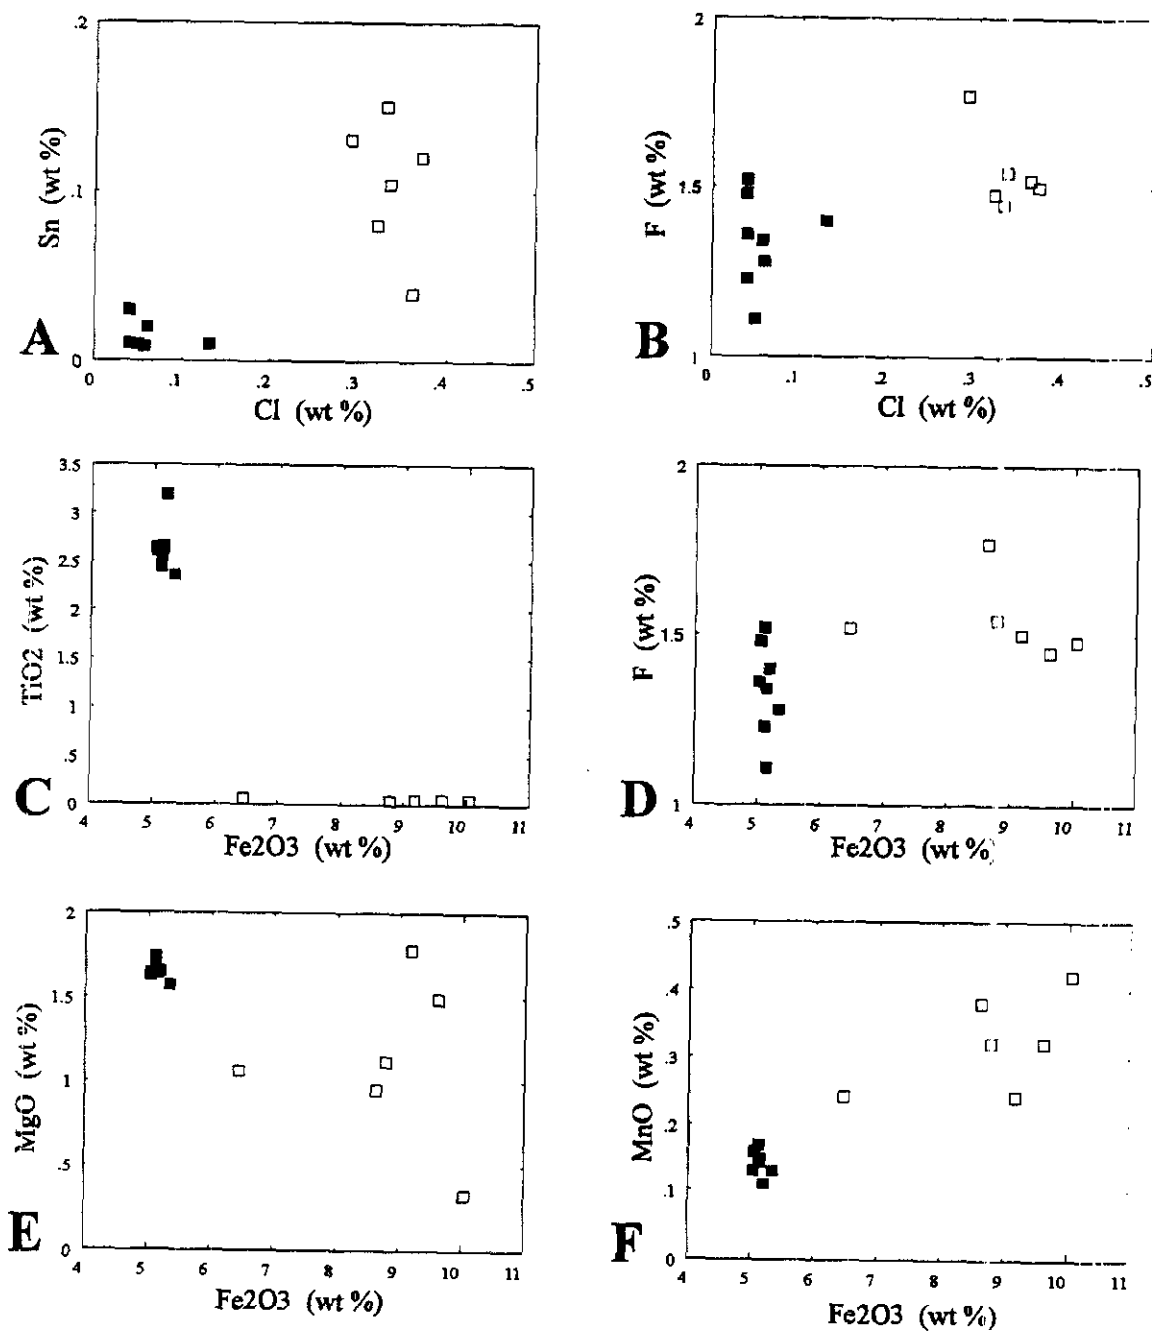 .2
.1
0
Sn (wt %)
A
0 .1 .2 .3 .4 .5
Cl (wt %)
2
1.5
1
F (wt %)
B
0 .1 .2 .3 .4 .5
Cl (wt %)
3.5
3
2.5
2
1.5
1
.5
0
TiO2 (wt %)
C
4 5 6 7 8 9 10 11
Fe2O3 (wt %)
2
1.5
1
F (wt %)
D
4 5 6 7 8 9 10 11
Fe2O3 (wt %)
2
1.5
1
.5
0
MgO (wt %)
E
4 5 6 7 8 9 10 11
Fe2O3 (wt %)
.5
.4
.3
.2
.1
0
MnO (wt %)
F
4 5 6 7 8 9 10 11
Fe2O3 (wt %)